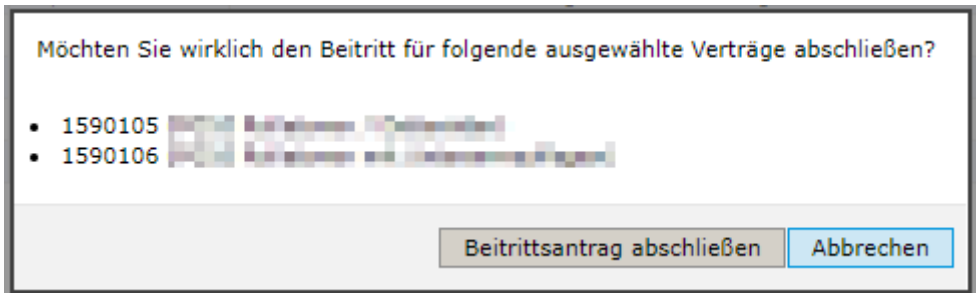 Möchten Sie wirklich den Beitritt für folgende ausgewählte Verträge abschließen?
• 1590105
• 1590106
Beitrittsantrag abschließen Abbrechen